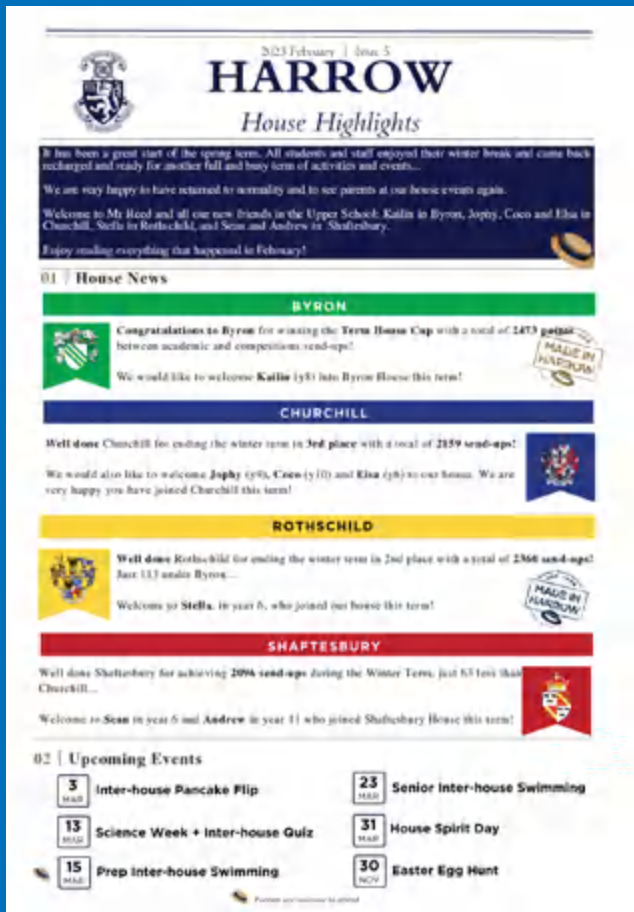 2023 February | Issue 5
HARROW
House Highlights
It has been a great start of the spring term. All students and staff enjoyed their winter break and came back
recharged and ready for another full and busy term of activities and events...
We are very happy to have returned to normality and to see parents at our house events again.
Welcome to Mr Reed and all our new friends in the Upper School: Kailin in Byron, Jophy, Coco and Elsa in
Churchill, Stella in Rothschild, and Sean and Andrew in Shaftesbury.
Enjoy reading everything that happened in February!
01 | House News
BYRON
Congratulations to Byron for winning the Term House Cup with a total of 2473 points
between academic and competitions send-ups!
MADE IN
HARROW
We would like to welcome Kailin (y8) into Byron House this term!
CHURCHILL
Well done Churchill for ending the winter term in 3rd place with a total of 2159 send-ups!
We would also like to welcome Jophy (y9), Coco (y10) and Elsa (y6) to our house. We are
very happy you have joined Churchill this term!
ROTHSCHILD
Well done Rothschild for ending the winter term in 2nd place with a total of 2360 send-ups!
Just 113 under Byron...
MADE IN
HARROW
Welcome to Stella, in year 6, who joined our house this term!
SHAFTESBURY
Well done Shaftesbury for achieving 2096 send-ups during the Winter Term, just 63 less than
Churchill...
Welcome to Sean in year 6 and Andrew in year 11 who joined Shaftesbury House this term!
02 | Upcoming Events
3 MAR Inter-house Pancake Flip
13 MAR Science Week + Inter-house Quiz
15 MAR Prep Inter-house Swimming
23 MAR Senior Inter-house Swimming
31 MAR House Spirit Day
30 NOV Easter Egg Hunt
Parents are welcome to attend